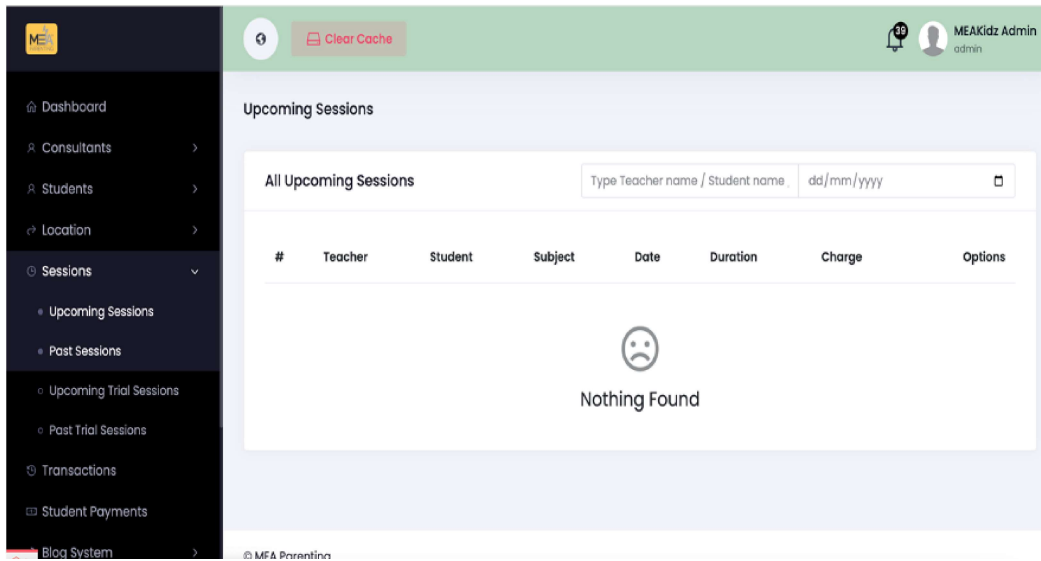 MEA
Clear Cache
39
MEAKidz Admin
admin
Dashboard
Consultants
Students
Location
Sessions
Upcoming Sessions
Past Sessions
Upcoming Trial Sessions
Past Trial Sessions
Transactions
Student Payments
Blog System
Upcoming Sessions
All Upcoming Sessions
Type Teacher name / Student name
dd/mm/yyyy
# Teacher Student Subject Date Duration Charge Options
Nothing Found
© MEA Parenting